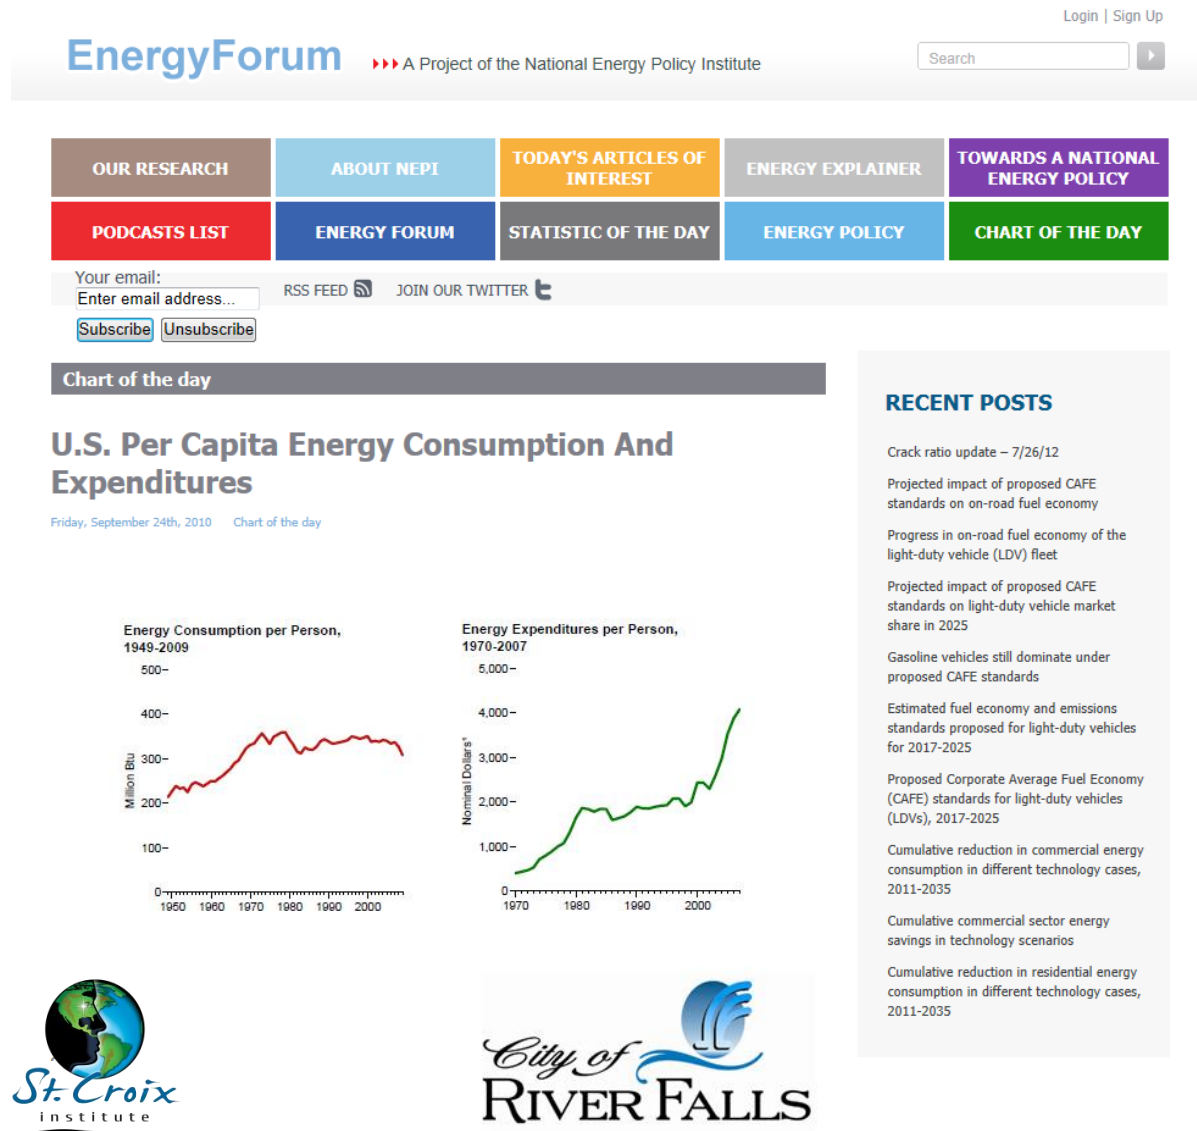 Login | Sign Up
EnergyForum
A Project of the National Energy Policy Institute
Search
OUR RESEARCH
ABOUT NEPI
TODAY'S ARTICLES OF
INTEREST
ENERGY EXPLAINER
TOWARDS A NATIONAL
ENERGY POLICY
PODCASTS LIST
ENERGY FORUM
STATISTIC OF THE DAY
ENERGY POLICY
CHART OF THE DAY
Your email:
Enter email address...
RSS FEED
JOIN OUR TWITTER
Subscribe
Unsubscribe
Chart of the day
U.S. Per Capita Energy Consumption And
Expenditures
Friday, September 24th, 2010 Chart of the day
Energy Consumption per Person,
1949-2009
500
400
300
200
100
0
Million Btu
1950 1960 1970 1980 1990 2000
Energy Expenditures per Person,
1970-2007
5,000
4,000
3,000
2,000
1,000
0
Nominal Dollars¹
1970 1980 1990 2000
RECENT POSTS
Crack ratio update – 7/26/12
Projected impact of proposed CAFE
standards on on-road fuel economy
Progress in on-road fuel economy of the
light-duty vehicle (LDV) fleet
Projected impact of proposed CAFE
standards on light-duty vehicle market
share in 2025
Gasoline vehicles still dominate under
proposed CAFE standards
Estimated fuel economy and emissions
standards proposed for light-duty vehicles
for 2017-2025
Proposed Corporate Average Fuel Economy
(CAFE) standards for light-duty vehicles
(LDVs), 2017-2025
Cumulative reduction in commercial energy
consumption in different technology cases,
2011-2035
Cumulative commercial sector energy
savings in technology scenarios
Cumulative reduction in residential energy
consumption in different technology cases,
2011-2035
St. Croix
institute
City of
RIVER FALLS